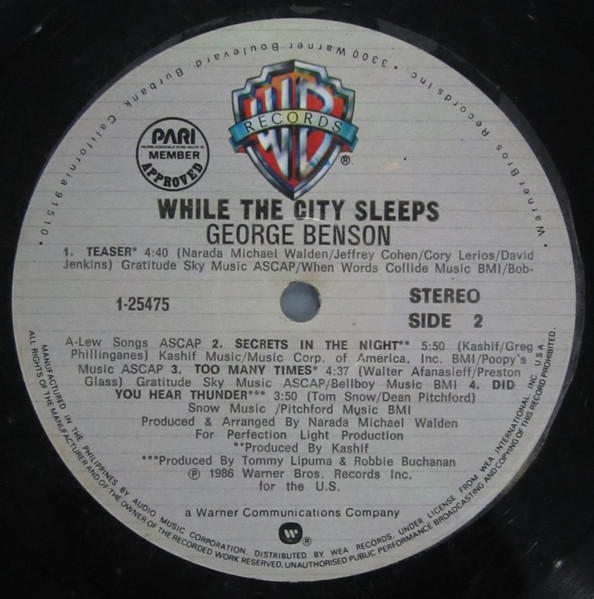 Warner Bros Records Inc • 3300 Warner Boulevard, Burbank, California 91510 •
WB
RECORDS
®
PARI
MEMBER
APPROVED
WHILE THE CITY SLEEPS
GEORGE BENSON
1. TEASER* 4:40 (Narada Michael Walden/Jeffrey Cohen/Cory Lerios/David
Jenkins) Gratitude Sky Music ASCAP/When Words Collide Music BMI/Bob-
1-25475
STEREO
SIDE 2
A-Lew Songs ASCAP 2. SECRETS IN THE NIGHT** 5:50 (Kashif/Greg
Phillinganes) Kashif Music/Music Corp. of America, Inc. BMI/Poopy's
Music ASCAP 3. TOO MANY TIMES* 4:37 (Walter Afanasieff/Preston
Glass) Gratitude Sky Music ASCAP/Bellboy Music BMI 4. DID
YOU HEAR THUNDER*** 3:50 (Tom Snow/Dean Pitchford)
Snow Music /Pitchford Music BMI
Produced & Arranged By Narada Michael Walden
For Perfection Light Production
**Produced By Kashif
***Produced By Tommy Lipuma & Robbie Buchanan
℗ 1986 Warner Bros. Records Inc.
for the U.S.
a Warner Communications Company
®
MANUFACTURED IN THE PHILIPPINES BY AUDIO MUSIC CORPORATION. DISTRIBUTED BY WEA RECORDS, UNDER LICENSE FROM WEA INTERNATIONAL INC. U.S.A.
ALL RIGHTS OF THE MANUFACTURER AND OF THE OWNER OF THE RECORDED WORK RESERVED. UNAUTHORISED PUBLIC PERFORMANCE BROADCASTING AND COPYING OF THIS RECORD PROHIBITED.